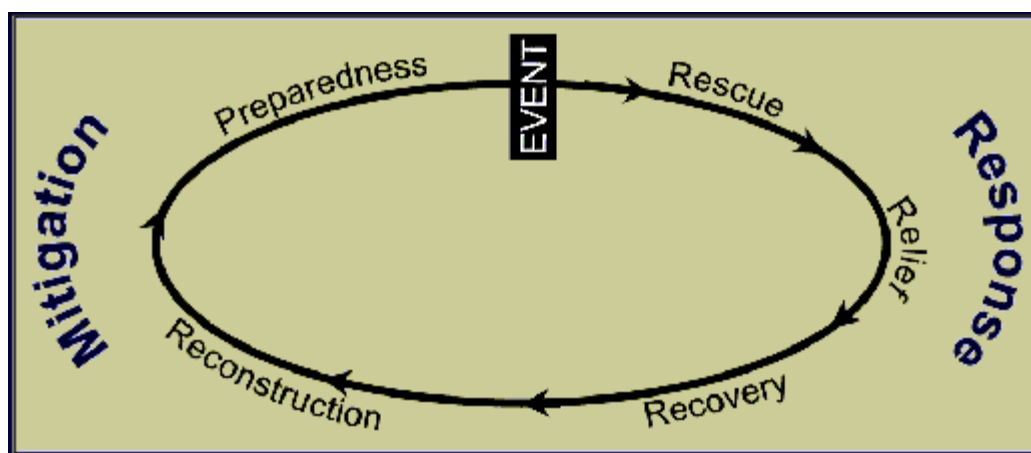 Preparedness
EVENT
Rescue
Relief
Response
Recovery
Reconstruction
Mitigation